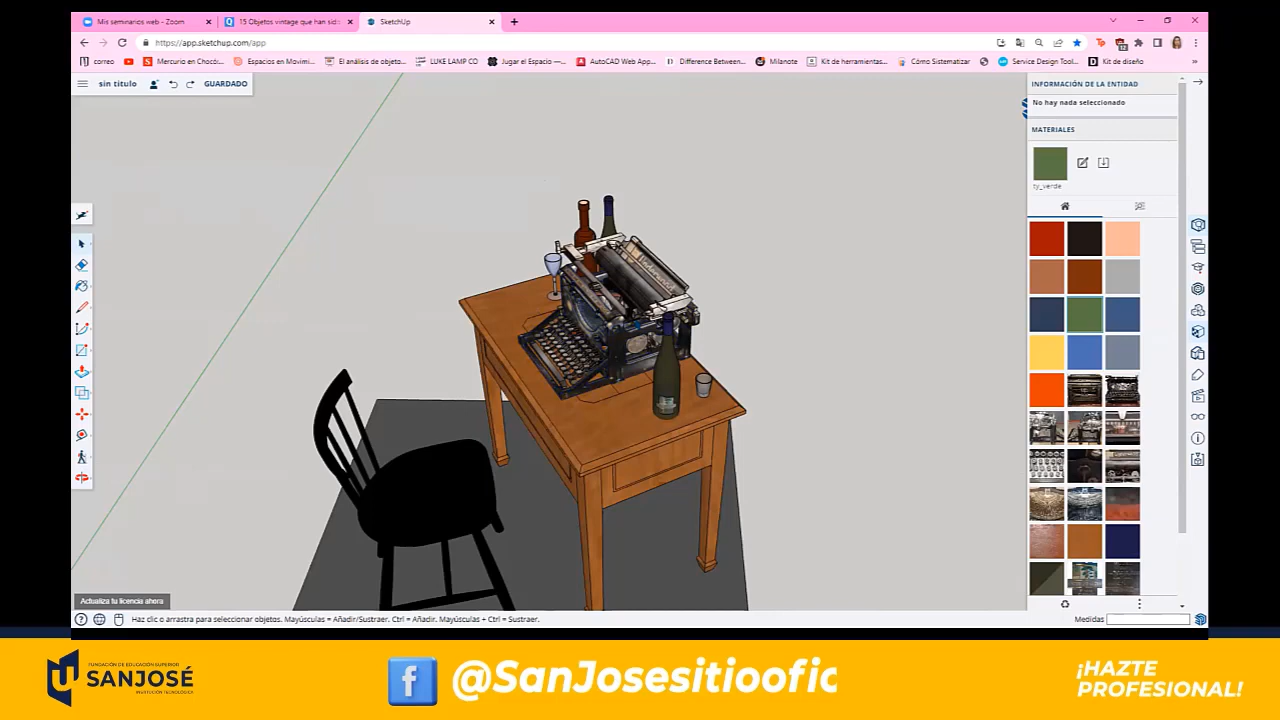 Mis seminarios web - Zoom
15 Objetos vintage que han sid
SketchUp
https://app.sketchup.com/app
12
correo
Mercurio en Chocó:...
Espacios en Movimi...
El análisis de objeto...
LUKE LAMP CO
Jugar el Espacio —...
AutoCAD Web App...
Difference Between...
Milanote
Kit de herramientas...
Cómo Sistematizar
Service Design Tool...
Kit de diseño
sin título
GUARDADO
INFORMACIÓN DE LA ENTIDAD
No hay nada seleccionado
MATERIALES
ty_verde
Actualiza tu licencia ahora
Haz clic o arrastra para seleccionar objetos. Mayúsculas = Añadir/Sustraer. Ctrl = Añadir. Mayúsculas + Ctrl = Sustraer.
Medidas
FUNDACIÓN DE EDUCACIÓN SUPERIOR
SANJOSÉ
INSTITUCIÓN TECNOLÓGICA
@SanJosesitioofic
¡HAZTE
PROFESIONAL!